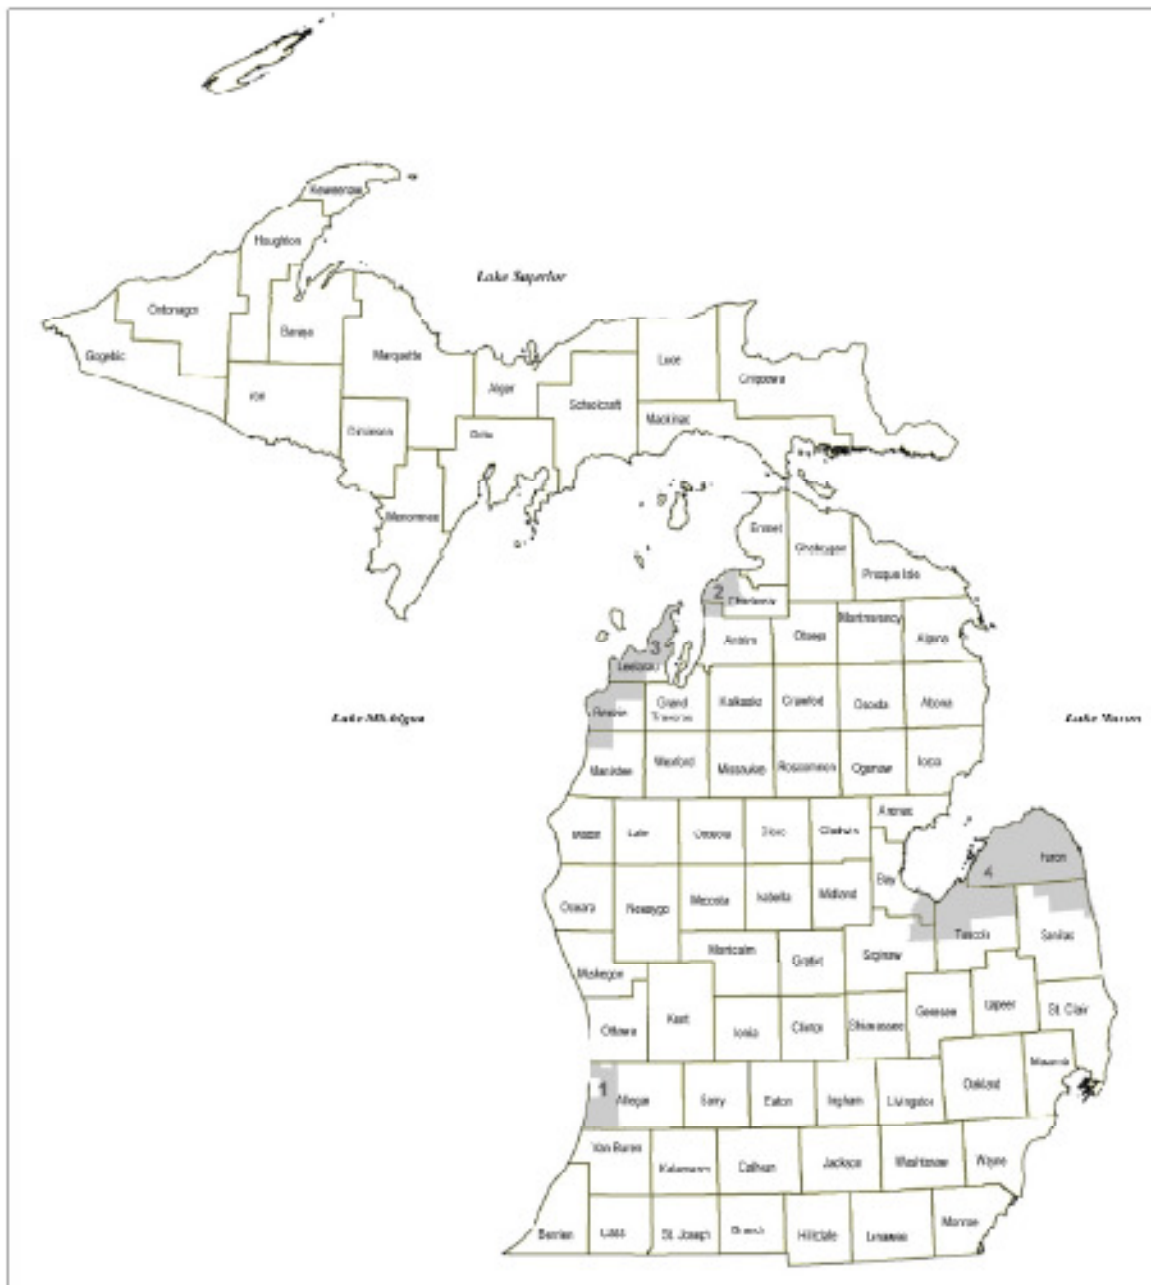 Keweenaw
Houghton
Lake Superior
Ontonagon
Baraga
Gogebic
Marquette
Luce
Chippewa
Alger
Iron
Schoolcraft
Mackinac
Dickinson
Delta
Menominee
Emmet
Cheboygan
Presque Isle
2
Charlevoix
Antrim
Otsego
Montmorency
Alpena
3
Leelanau
Benzie
Grand
Traverse
Kalkaska
Crawford
Oscoda
Alcona
Lake Michigan
Lake Huron
Manistee
Wexford
Missaukee
Roscommon
Ogemaw
Iosco
Arenac
Mason
Lake
Osceola
Clare
Gladwin
Huron
4
Bay
Oceana
Newaygo
Mecosta
Isabella
Midland
Tuscola
Sanilac
Montcalm
Gratiot
Saginaw
Muskegon
Ottawa
Kent
Ionia
Clinton
Shiawassee
Genesee
Lapeer
St. Clair
Macomb
1
Allegan
Barry
Eaton
Ingham
Livingston
Oakland
Van Buren
Kalamazoo
Calhoun
Jackson
Washtenaw
Wayne
Berrien
Cass
St. Joseph
Branch
Hillsdale
Lenawee
Monroe